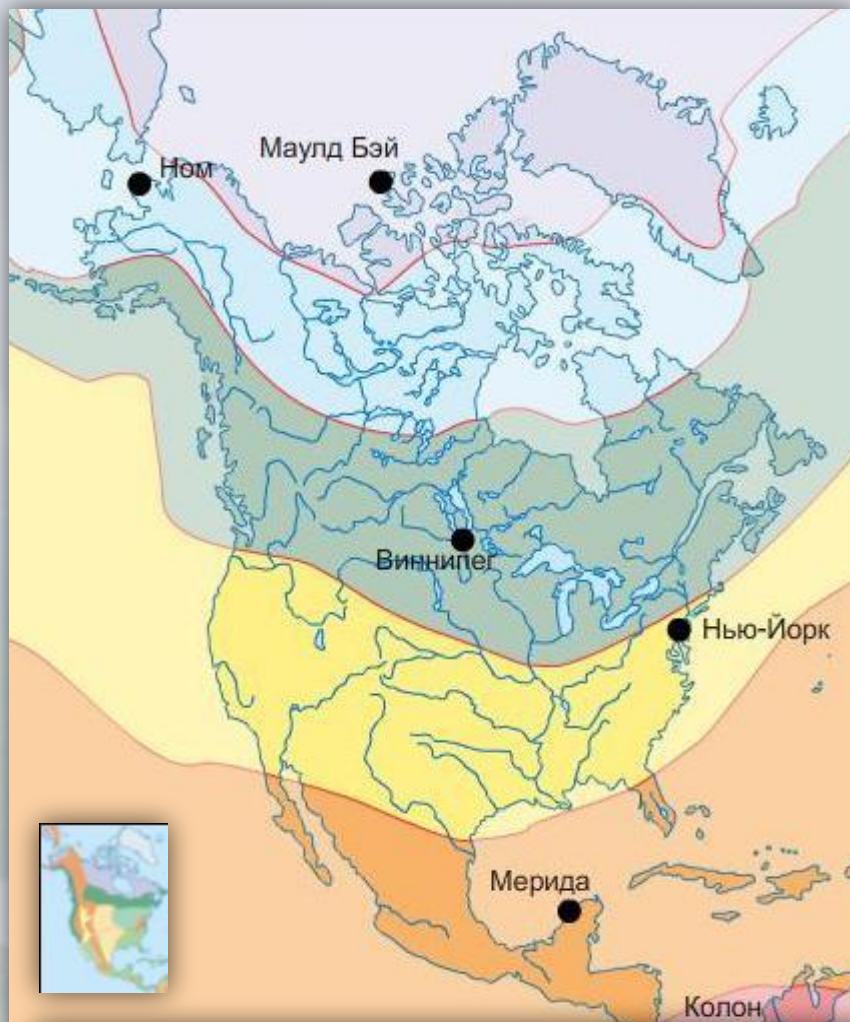 Маулд Бэй
Ном
Виннипег
Нью-Йорк
Мерида
Колон